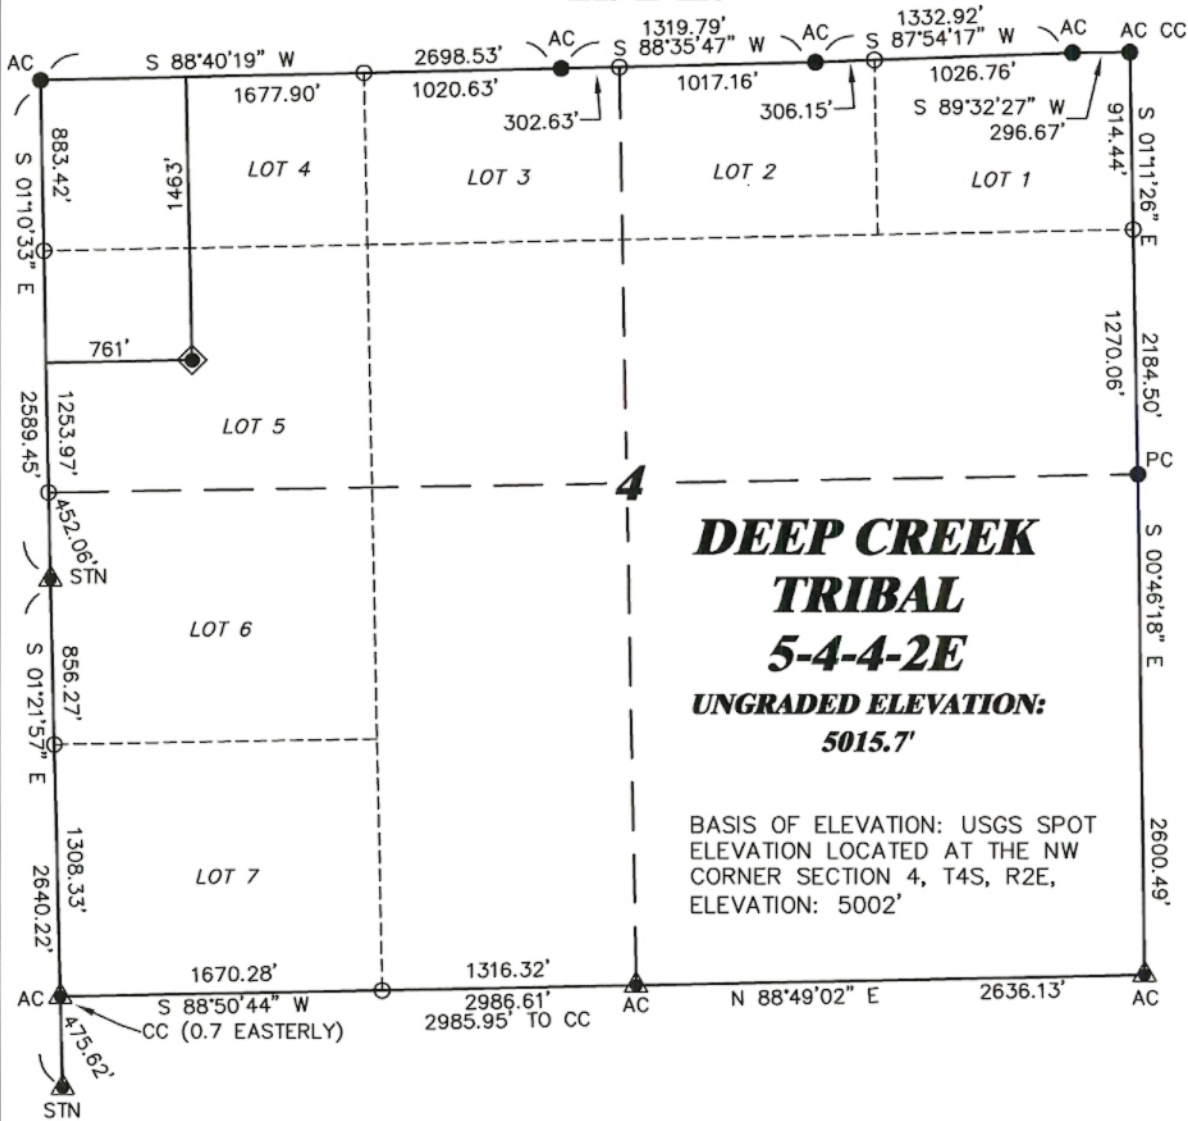 1319.79'
1332.92'
AC
S 88°40'19" W
2698.53'
AC
S 88°35'47" W
AC
S 87°54'17" W
AC
AC CC
1677.90'
1020.63'
302.63'
1017.16'
306.15'
1026.76'
S 89°32'27" W
296.67'
883.42'
S 01°10'33" E
1463'
LOT 4
LOT 3
LOT 2
LOT 1
914.44'
S 01°11'26" E
761'
1253.97'
2589.45'
LOT 5
1270.06'
2184.50'
PC
4
452.06'
STN
LOT 6
DEEP CREEK
TRIBAL
5-4-4-2E
UNGRADED ELEVATION:
5015.7'
S 00°46'18" E
856.27'
S 01°21'57" E
BASIS OF ELEVATION: USGS SPOT
ELEVATION LOCATED AT THE NW
CORNER SECTION 4, T4S, R2E,
ELEVATION: 5002'
1308.33'
2640.22'
LOT 7
2600.49'
1670.28'
1316.32'
AC
S 88°50'44" W
2986.61'
AC
N 88°49'02" E
2636.13'
AC
CC (0.7 EASTERLY)
2985.95' TO CC
475.62'
STN